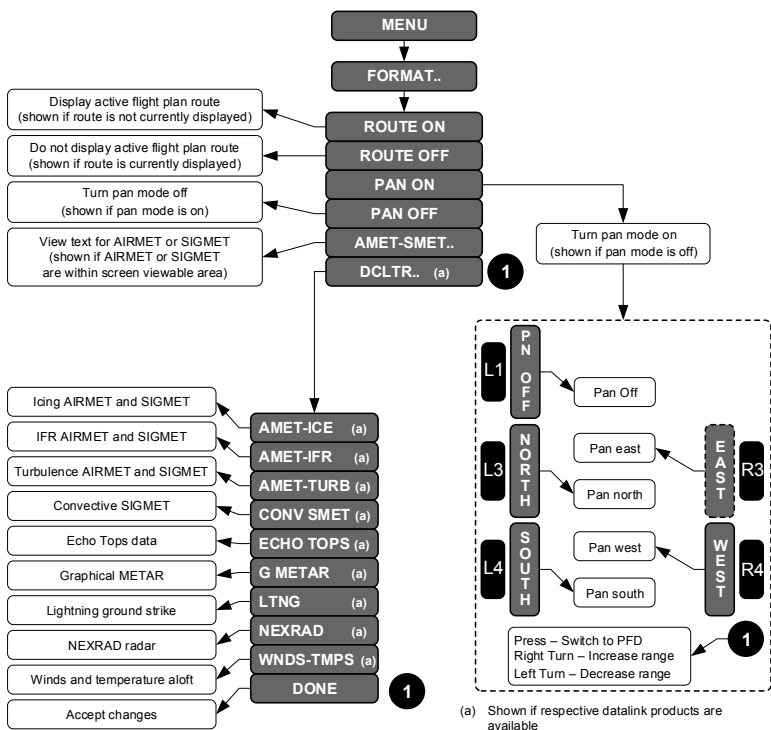 MENU
FORMAT..
Display active flight plan route
(shown if route is not currently displayed)
ROUTE ON
Do not display active flight plan route
(shown if route is currently displayed)
ROUTE OFF
Turn pan mode off
(shown if pan mode is on)
PAN ON
PAN OFF
View text for AIRMET or SIGMET
(shown if AIRMET or SIGMET
are within screen viewable area)
AMET-SMET..
DCLTR.. (a)
1
Turn pan mode on
(shown if pan mode is off)
Icing AIRMET and SIGMET
AMET-ICE (a)
IFR AIRMET and SIGMET
AMET-IFR (a)
Turbulence AIRMET and SIGMET
AMET-TURB (a)
Convective SIGMET
CONV SMET (a)
Echo Tops data
ECHO TOPS (a)
Graphical METAR
G METAR (a)
Lightning ground strike
LTNG (a)
NEXRAD radar
NEXRAD (a)
Winds and temperature aloft
WNDS-TMPS (a)
Accept changes
DONE
1
L1
PN OFF
Pan Off
L3
NORTH
Pan north
Pan east
EAST
R3
L4
SOUTH
Pan south
Pan west
WEST
R4
Press – Switch to PFD
Right Turn – Increase range
Left Turn – Decrease range
1
(a) Shown if respective datalink products are
available